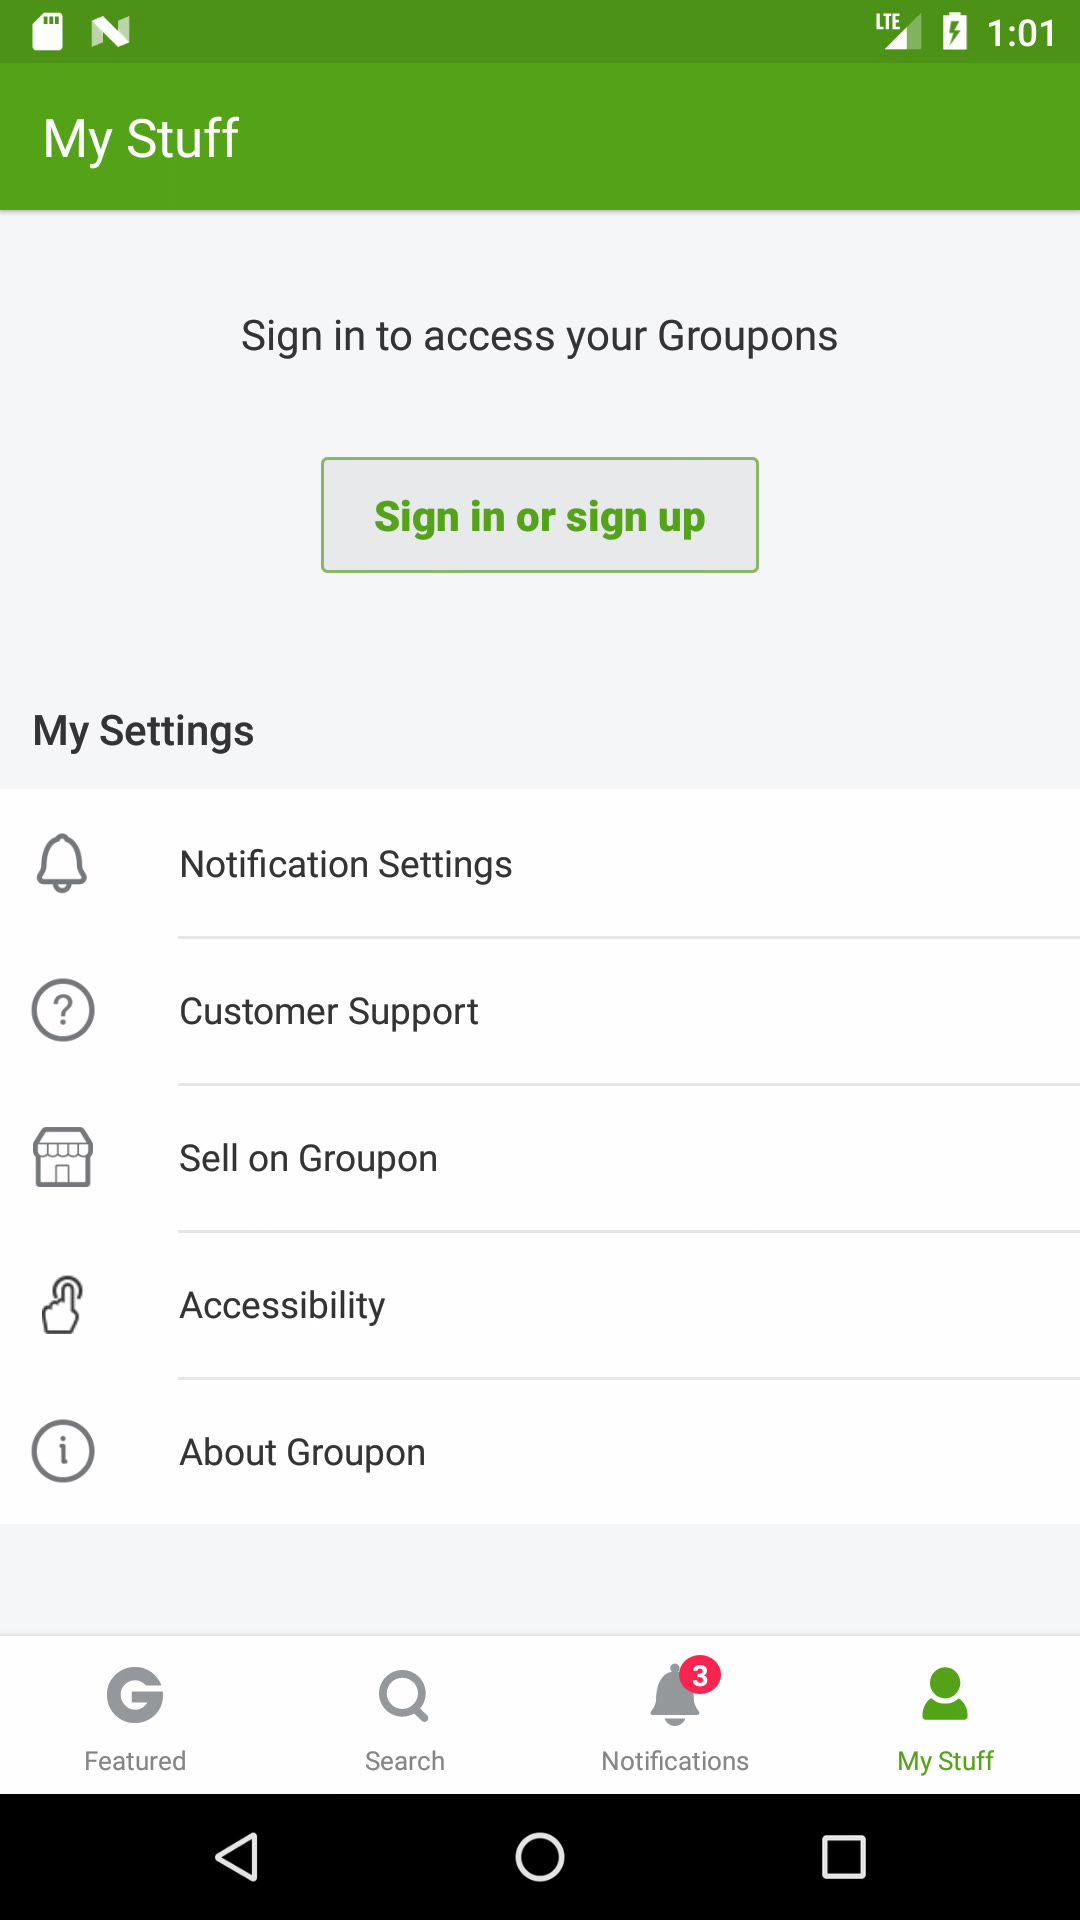 LTE 1:01
My Stuff
Sign in to access your Groupons
Sign in or sign up
My Settings
Notification Settings
Customer Support
Sell on Groupon
Accessibility
About Groupon
3
Featured Search Notifications My Stuff